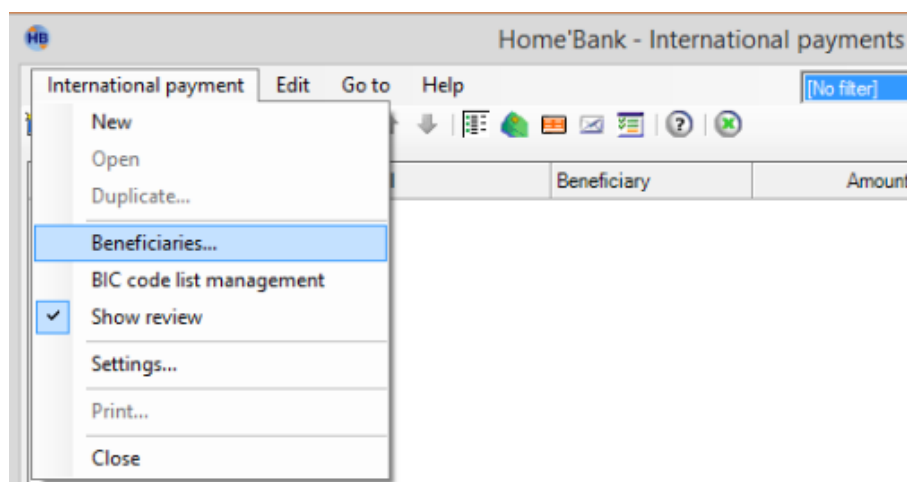 HB
Home'Bank - International payments
International payment Edit Go to Help [No filter]
New
Open
Duplicate...
Beneficiary Amount
Beneficiaries...
BIC code list management
Show review
Settings...
Print...
Close